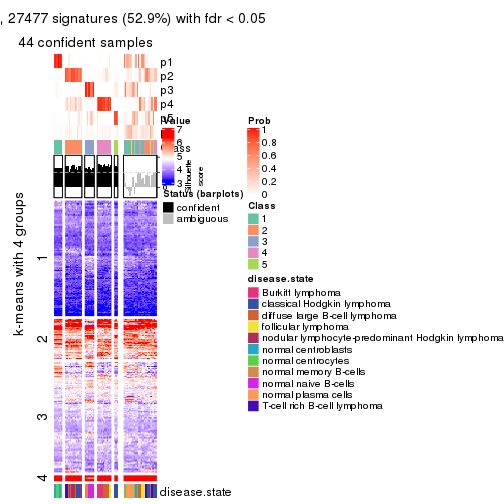 , 27477 signatures (52.9%) with fdr < 0.05
44 confident samples
p1
p2
p3
p4
p5
Class
Value
7
6
5
4
3
Silhouette
score
Status (barplots)
confident
ambiguous
Prob
1
0.8
0.6
0.4
0.2
0
Class
1
2
3
4
5
disease.state
Burkitt lymphoma
classical Hodgkin lymphoma
diffuse large B-cell lymphoma
follicular lymphoma
nodular lymphocyte-predominant Hodgkin lymphoma
normal centroblasts
normal centrocytes
normal memory B-cells
normal naive B-cells
normal plasma cells
T-cell rich B-cell lymphoma
k-means with 4 groups
1
2
3
4
disease.state